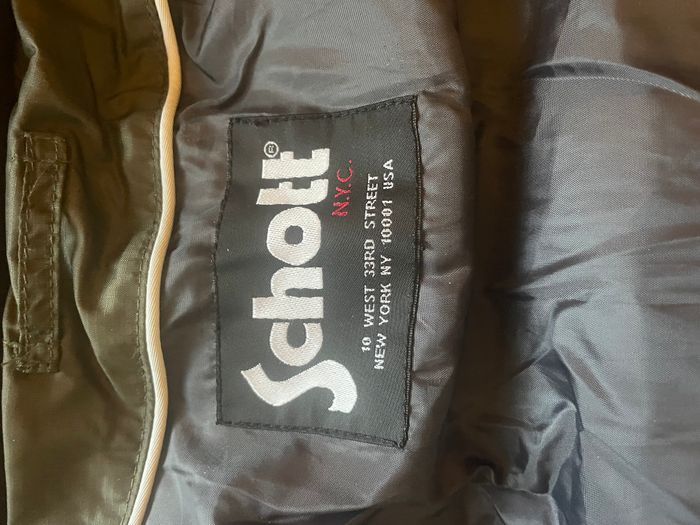 Schott®
N.Y.C.
10 WEST 33RD STREET
NEW YORK NY 10001 USA